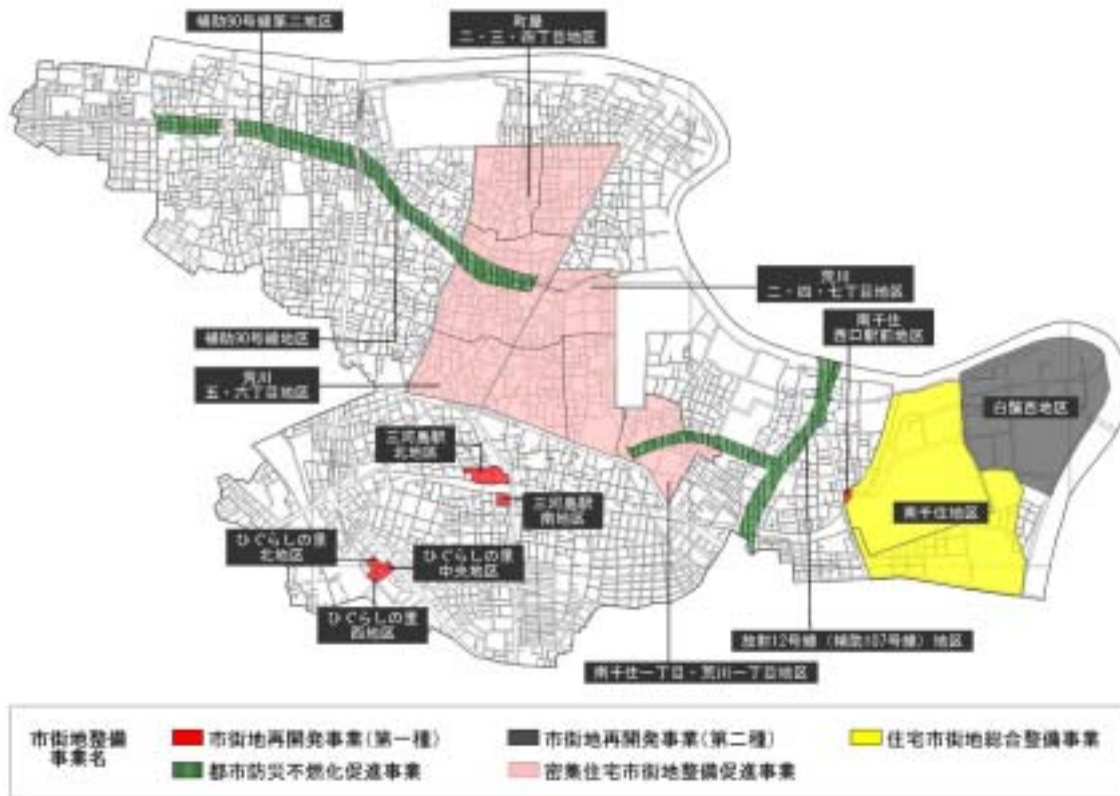 補助90号線第二地区
町屋
二・三・四丁目地区
荒川
二・四・七丁目地区
南千住
西口駅前地区
補助90号線地区
荒川
五・六丁目地区
白鬚西地区
三河島駅
北地区
三河島駅
南地区
南千住地区
ひぐらしの里
北地区
ひぐらしの里
中央地区
ひぐらしの里
西地区
放射12号線（補助107号線）地区
南千住一丁目・荒川一丁目地区
市街地整備
事業名
市街地再開発事業(第一種)
市街地再開発事業(第二種)
住宅市街地総合整備事業
都市防災不燃化促進事業
密集住宅市街地整備促進事業